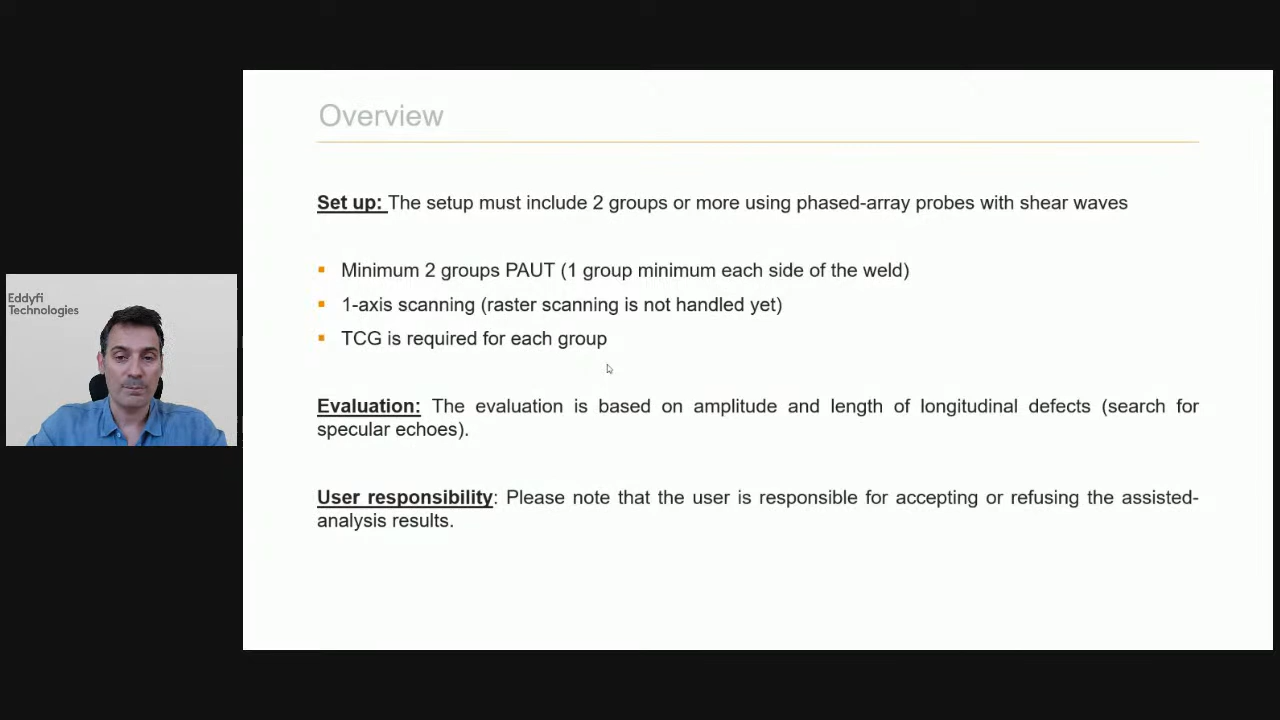 Overview
Set up: The setup must include 2 groups or more using phased-array probes with shear waves
Minimum 2 groups PAUT (1 group minimum each side of the weld)
1-axis scanning (raster scanning is not handled yet)
TCG is required for each group
Evaluation: The evaluation is based on amplitude and length of longitudinal defects (search for
specular echoes).
User responsibility: Please note that the user is responsible for accepting or refusing the assisted-
analysis results.
Eddyfi
Technologies